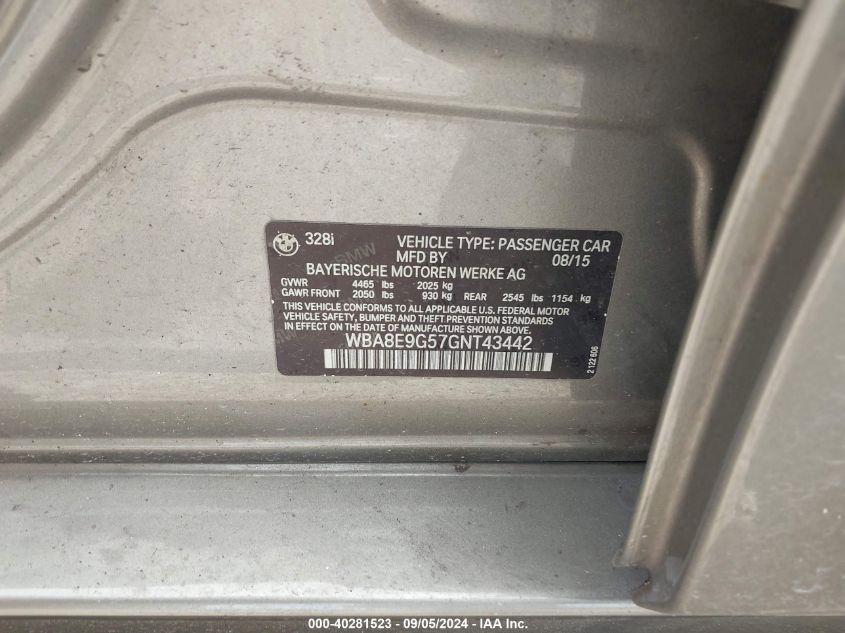 328i VEHICLE TYPE: PASSENGER CAR
MFD BY 08/15
BAYERISCHE MOTOREN WERKE AG
GVWR 4465 lbs 2025 kg
GAWR FRONT 2050 lbs 930 kg REAR 2545 lbs 1154 kg
THIS VEHICLE CONFORMS TO ALL APPLICABLE U.S. FEDERAL MOTOR
VEHICLE SAFETY, BUMPER AND THEFT PREVENTION STANDARDS
IN EFFECT ON THE DATE OF MANUFACTURE SHOWN ABOVE.
WBA8E9G57GNT43442
2 122 606
000-40281523 - 09/05/2024 - IAA Inc.